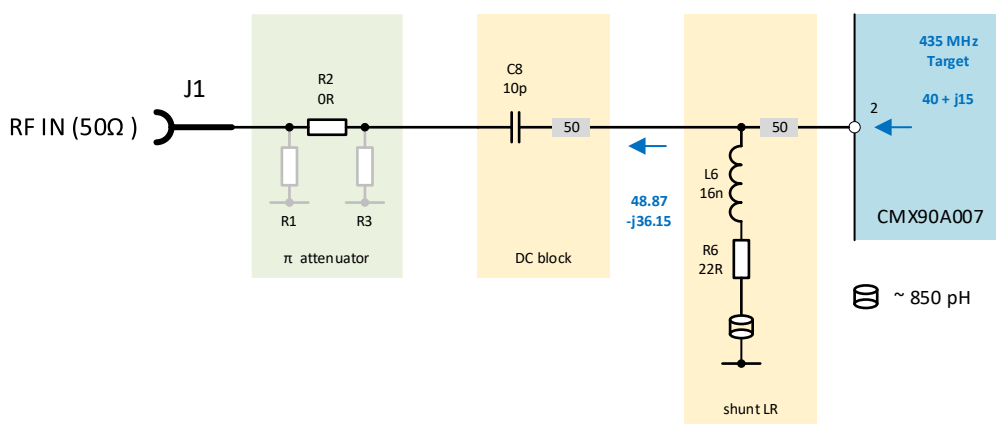 RF IN (50Ω )
J1
R2
0R
R1
R3
π attenuator
C8
10p
50
DC block
48.87
-j36.15
50
L6
16n
R6
22R
shunt LR
435 MHz
Target
40 + j15
2
CMX90A007
~ 850 pH